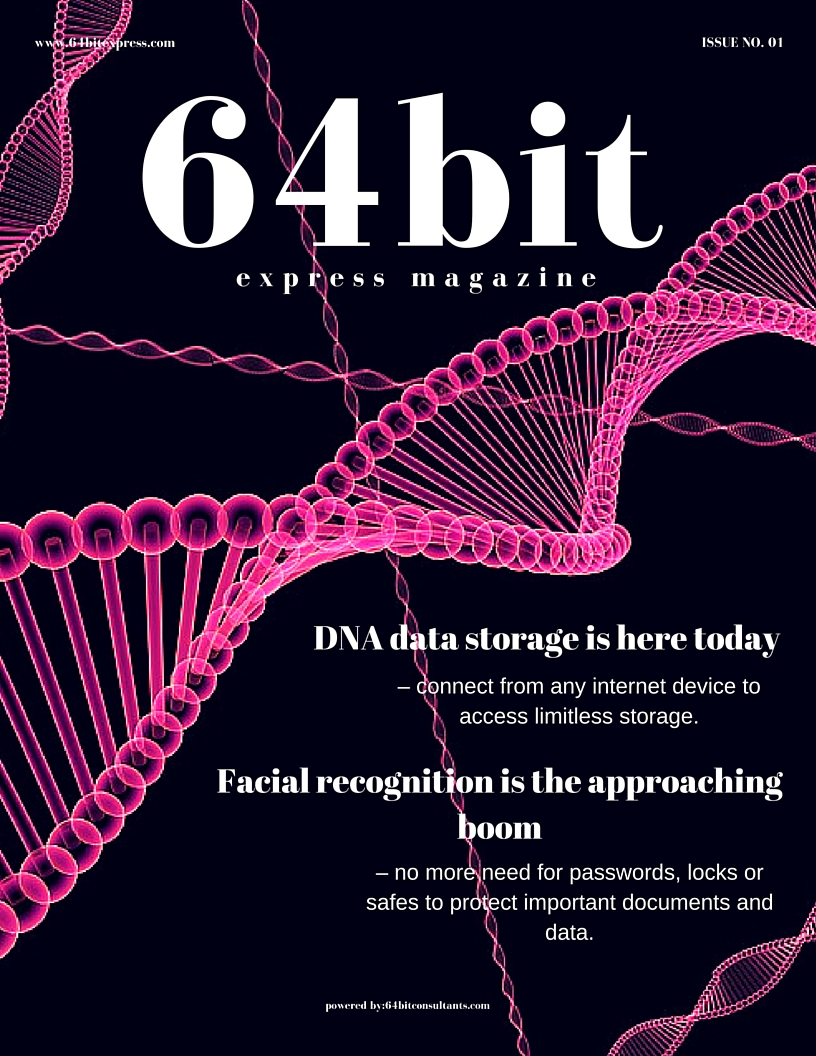 www.64bitexpress.com
ISSUE NO. 01
64bit
express magazine
DNA data storage is here today
– connect from any internet device to
access limitless storage.
Facial recognition is the approaching
boom
– no more need for passwords, locks or
safes to protect important documents and
data.
powered by:64bitconsultants.com